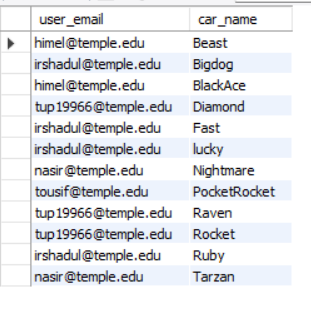 user_email car_name
himel@temple.edu Beast
irshadul@temple.edu Bigdog
himel@temple.edu BlackAce
tup19966@temple.edu Diamond
irshadul@temple.edu Fast
irshadul@temple.edu lucky
nasir@temple.edu Nightmare
tousif@temple.edu PocketRocket
tup19966@temple.edu Raven
tup19966@temple.edu Rocket
irshadul@temple.edu Ruby
nasir@temple.edu Tarzan